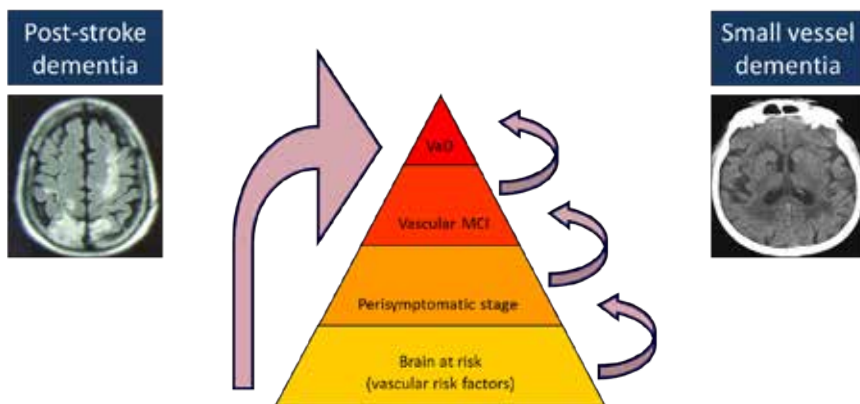 Post-stroke
dementia
Small vessel
dementia
VaD
Vascular MCI
Perisymptomatic stage
Brain at risk
(vascular risk factors)